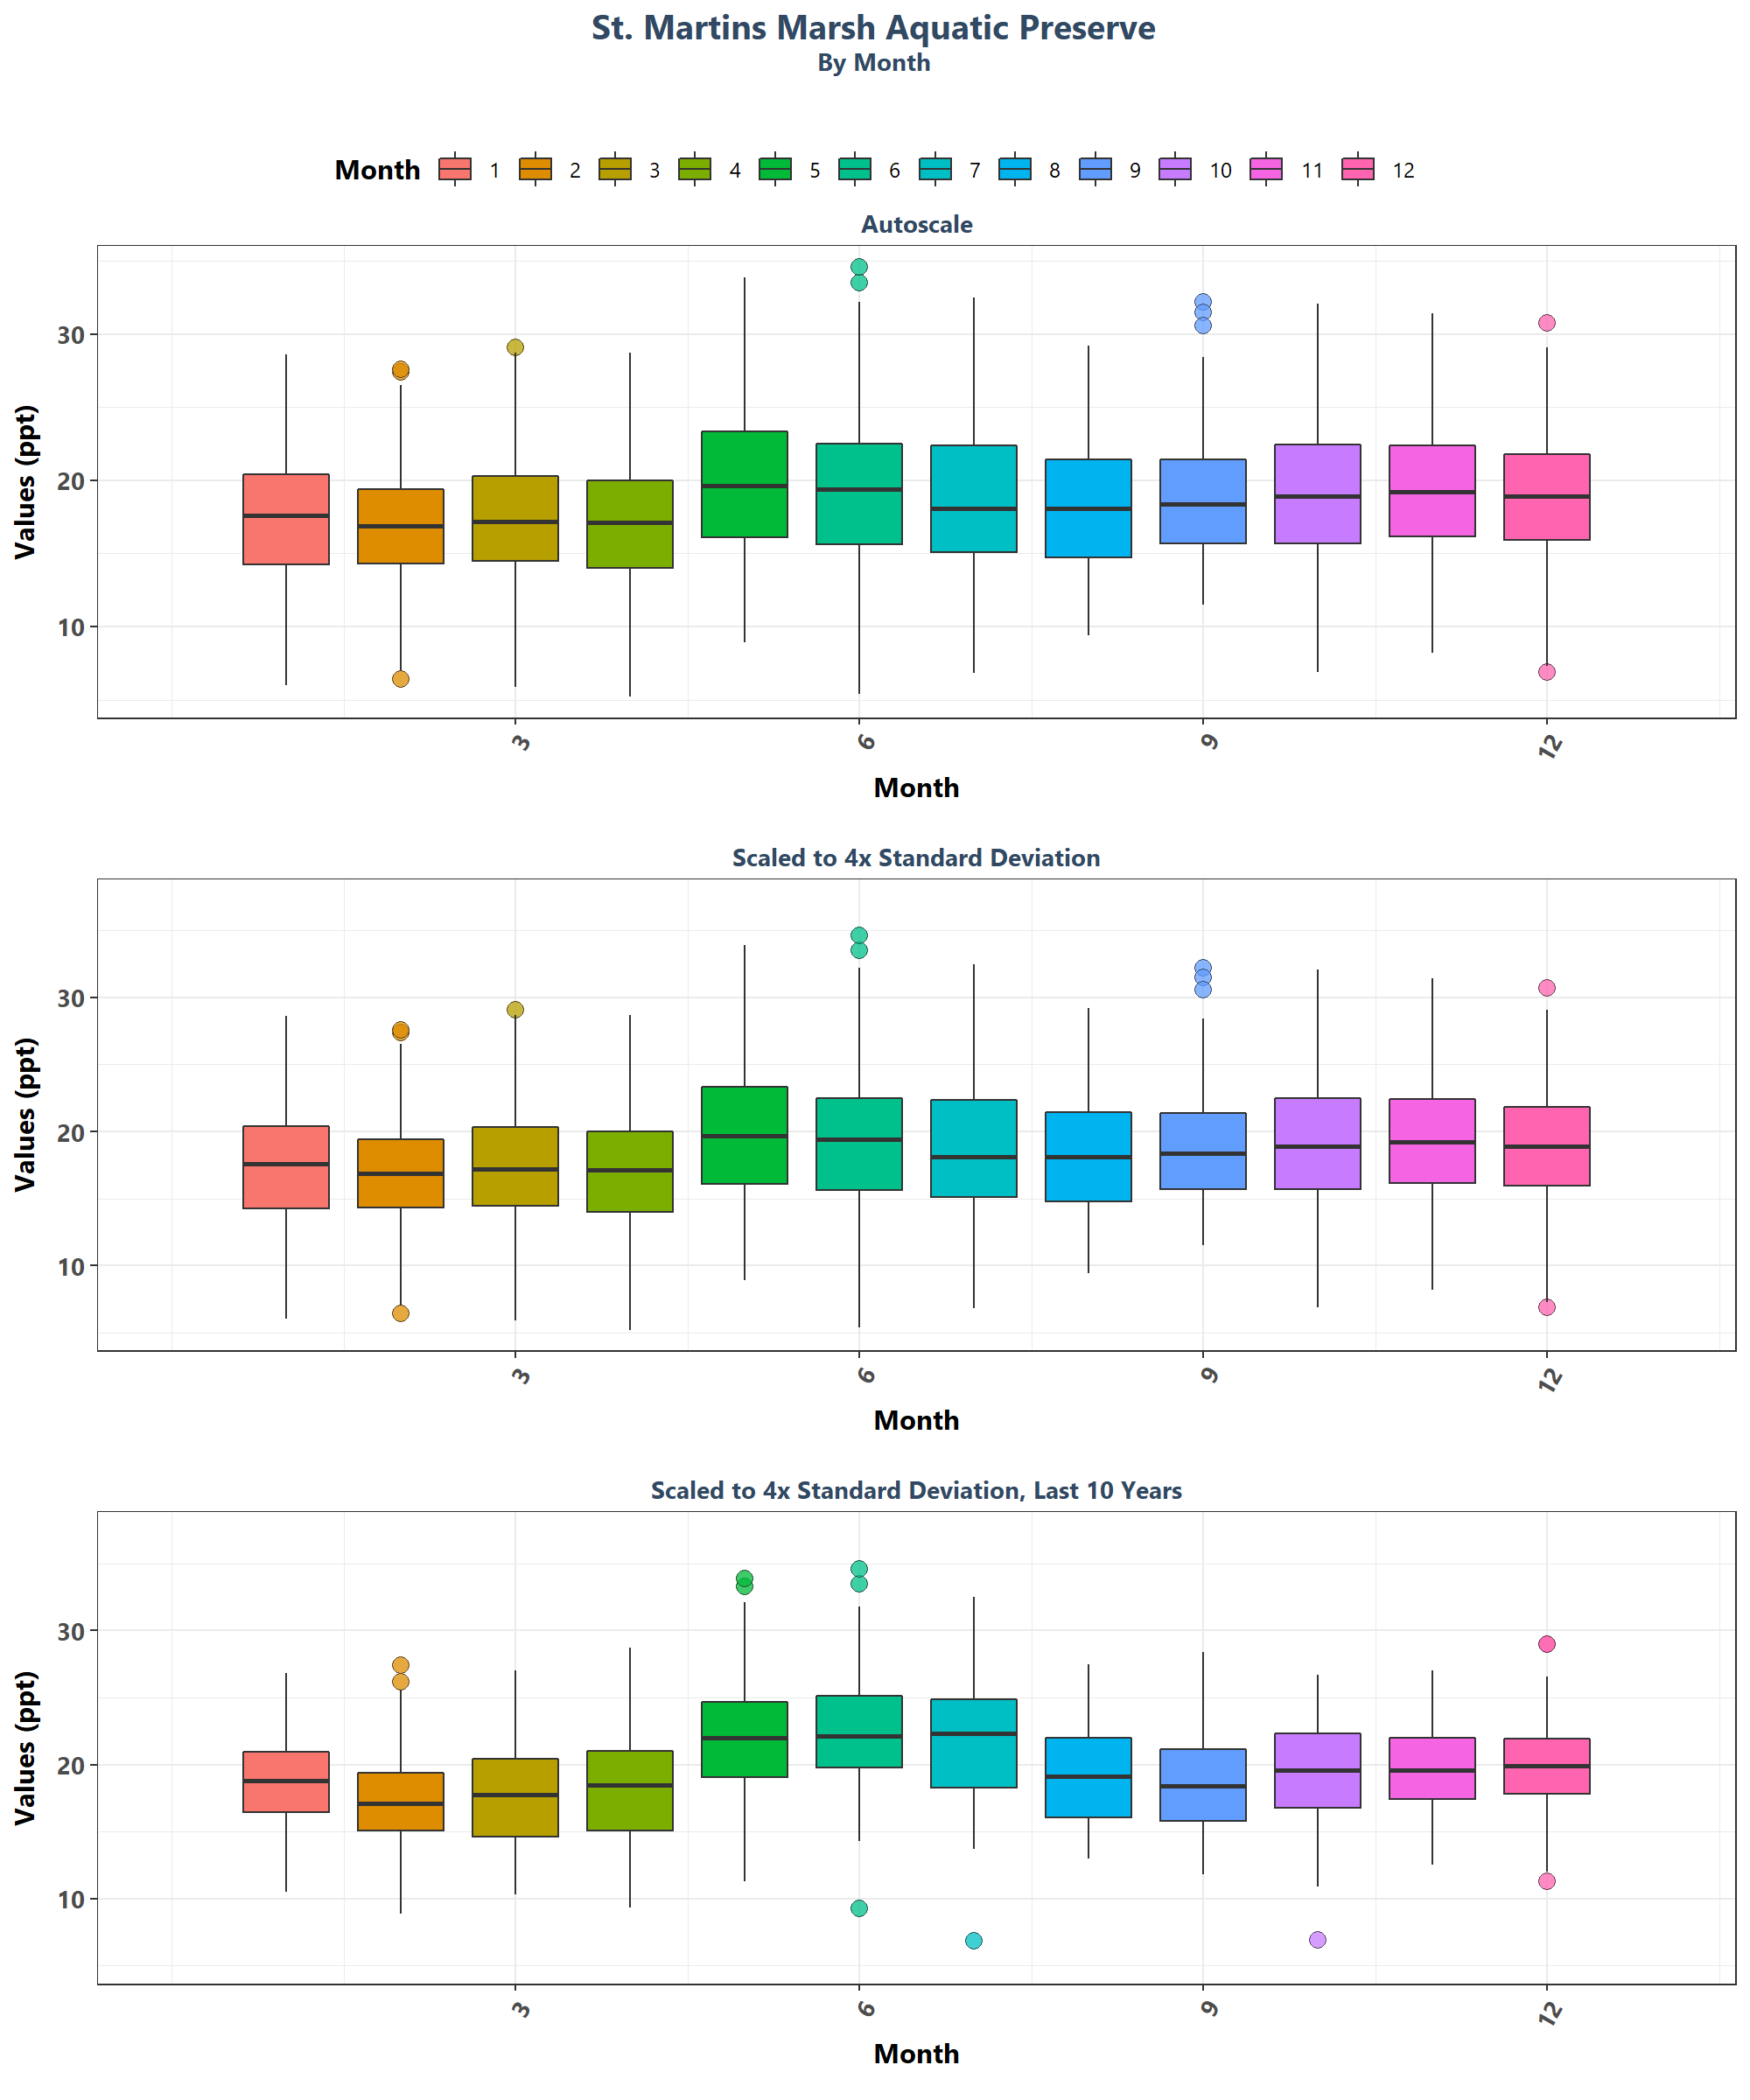 St. Martins Marsh Aquatic Preserve
By Month
Month 1 2 3 4 5 6 7 8 9 10 11 12
Autoscale
Values (ppt)
30
20
10
3 6 9 12
Month
Scaled to 4x Standard Deviation
Values (ppt)
30
20
10
3 6 9 12
Month
Scaled to 4x Standard Deviation, Last 10 Years
Values (ppt)
30
20
10
3 6 9 12
Month